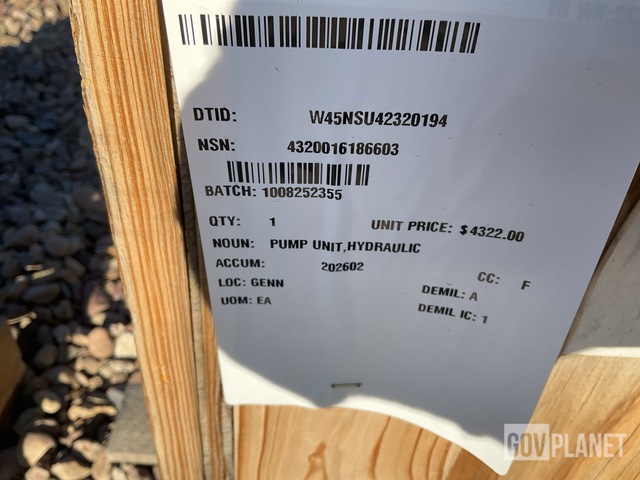 DTID: W45NSU42320194
NSN: 4320016186603
BATCH: 1008252355
QTY: 1 UNIT PRICE: $4322.00
NOUN: PUMP UNIT,HYDRAULIC
ACCUM: 202602 CC: F
LOC: GENN DEMIL: A
UOM: EA DEMIL IC: 1
GOVPLANET